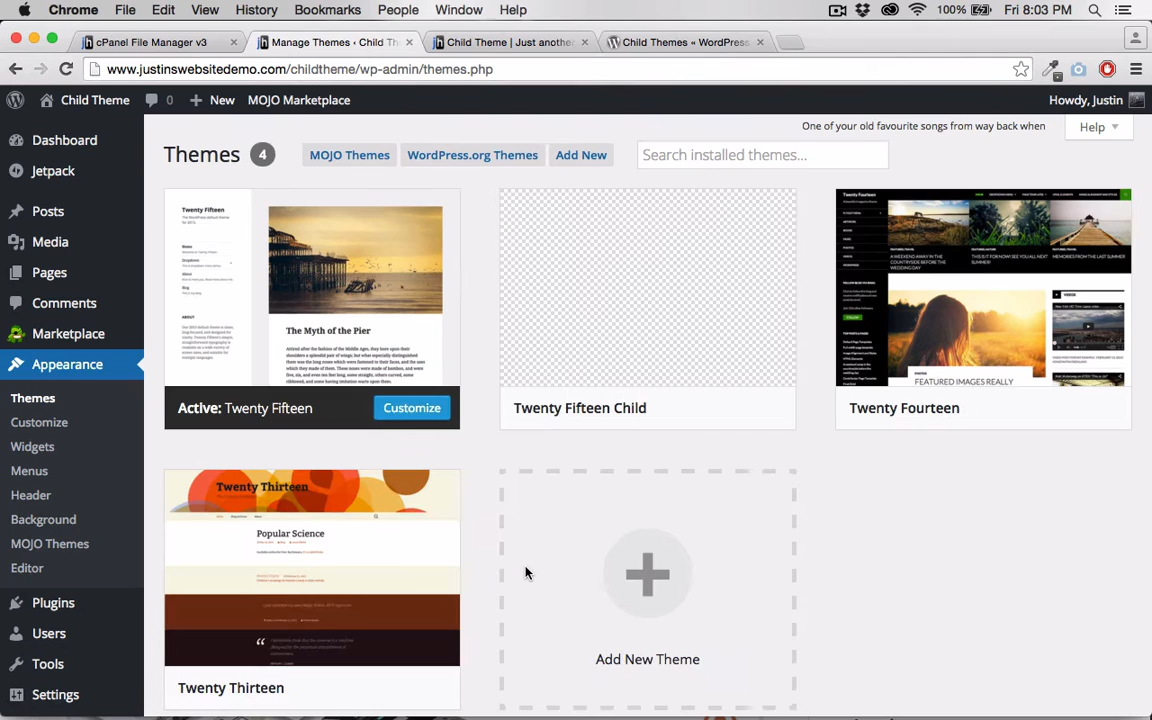 Chrome File Edit View History Bookmarks People Window Help 100% Fri 8:03 PM
cPanel File Manager v3 Manage Themes ‹ Child Th Child Theme | Just anothe Child Themes « WordPress
www.justinswebsitedemo.com/childtheme/wp-admin/themes.php
Child Theme 0 New MOJO Marketplace Howdy, Justin
One of your old favourite songs from way back when Help
Dashboard
Jetpack
Posts
Media
Pages
Comments
Marketplace
Appearance
Themes
Customize
Widgets
Menus
Header
Background
MOJO Themes
Editor
Plugins
Users
Tools
Settings
Themes 4 MOJO Themes WordPress.org Themes Add New Search installed themes...
Twenty Fifteen
The Myth of the Pier
Active: Twenty Fifteen Customize
Twenty Fifteen Child
Twenty Fourteen
FEATURED IMAGES REALLY
Twenty Fourteen
Twenty Thirteen
Popular Science
Twenty Thirteen
Add New Theme